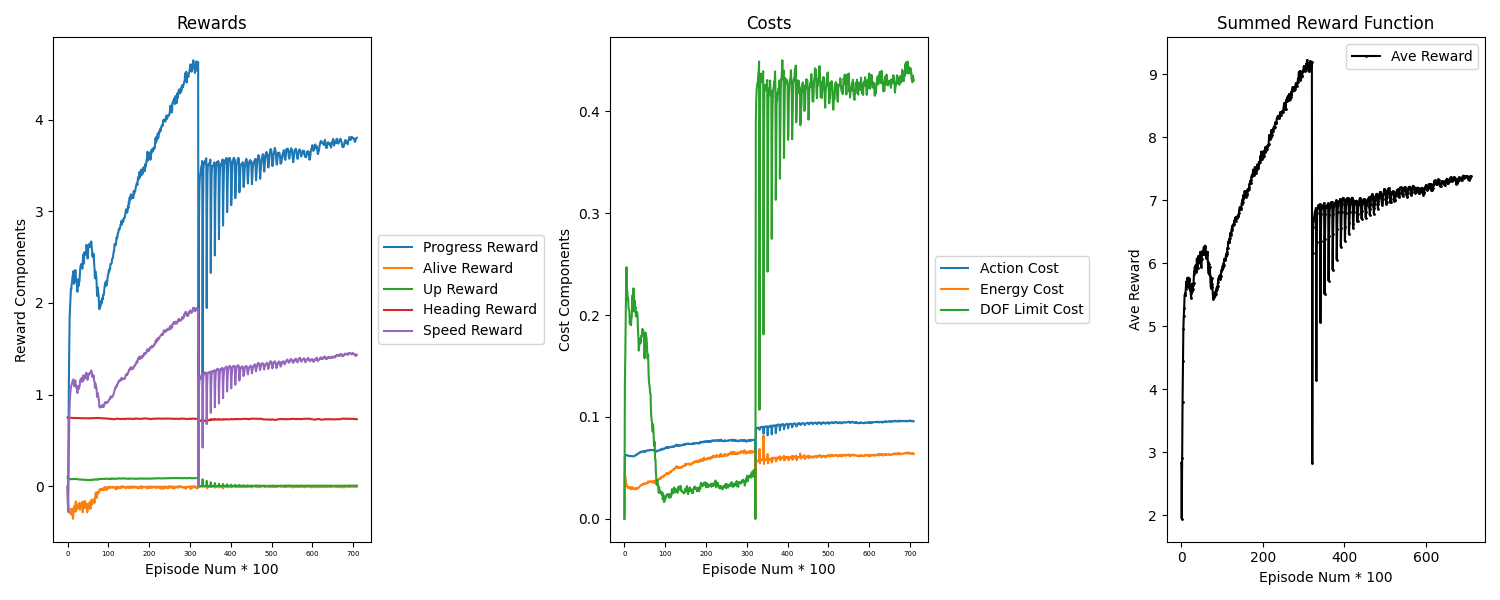 Rewards
Reward Components
4
3
2
1
0
0 100 200 300 400 500 600 700
Episode Num * 100
Progress Reward
Alive Reward
Up Reward
Heading Reward
Speed Reward
Costs
Cost Components
0.4
0.3
0.2
0.1
0.0
0 100 200 300 400 500 600 700
Episode Num * 100
Action Cost
Energy Cost
DOF Limit Cost
Summed Reward Function
Ave Reward
Ave Reward
9
8
7
6
5
4
3
2
0 200 400 600
Episode Num * 100